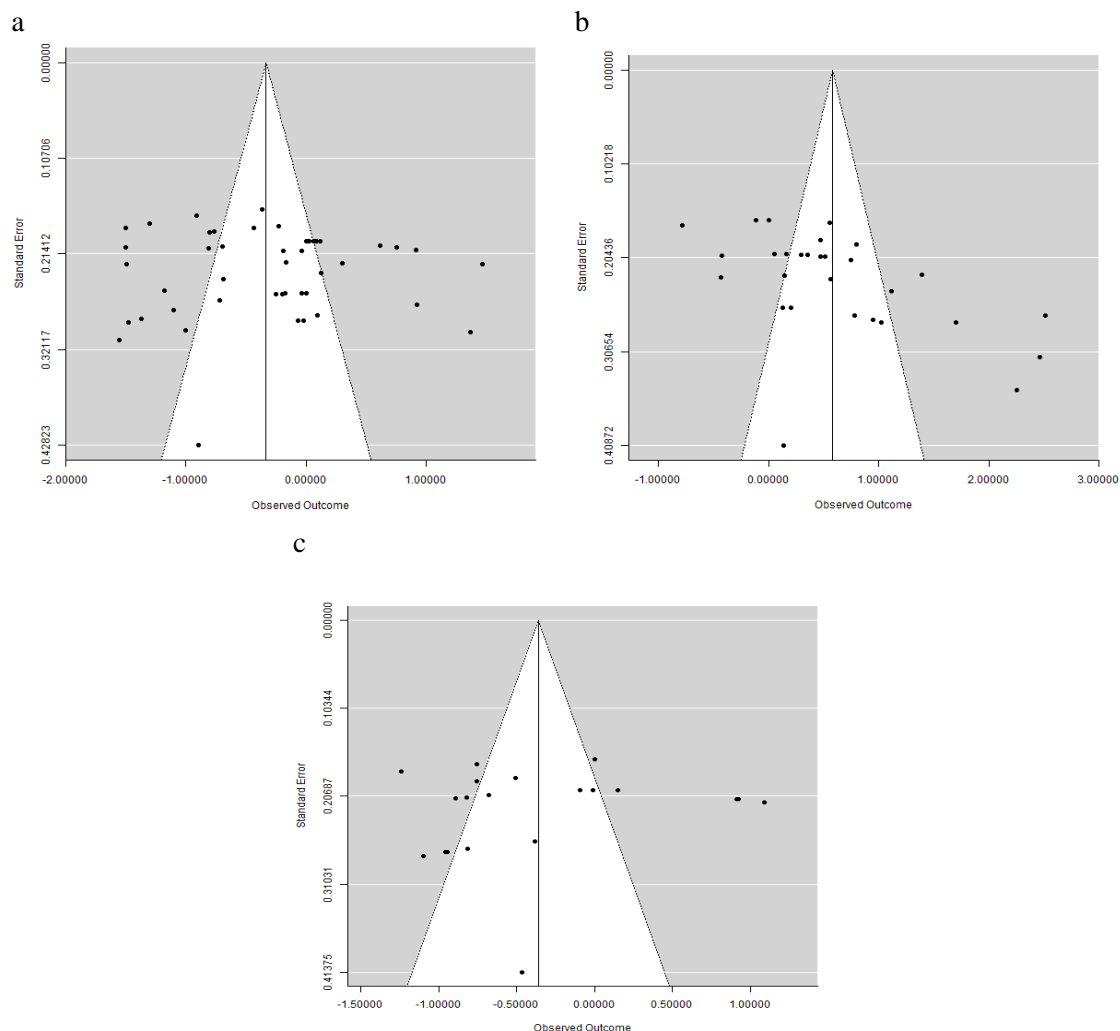 a
0.00000
0.10706
0.21412
0.32117
0.42823
Standard Error
-2.00000 -1.00000 0.00000 1.00000
Observed Outcome
b
0.00000
0.10218
0.20436
0.30654
0.40872
Standard Error
-1.00000 0.00000 1.00000 2.00000 3.00000
Observed Outcome
c
0.00000
0.10344
0.20687
0.31031
0.41375
Standard Error
-1.50000 -1.00000 -0.50000 0.00000 0.50000 1.00000
Observed Outcome